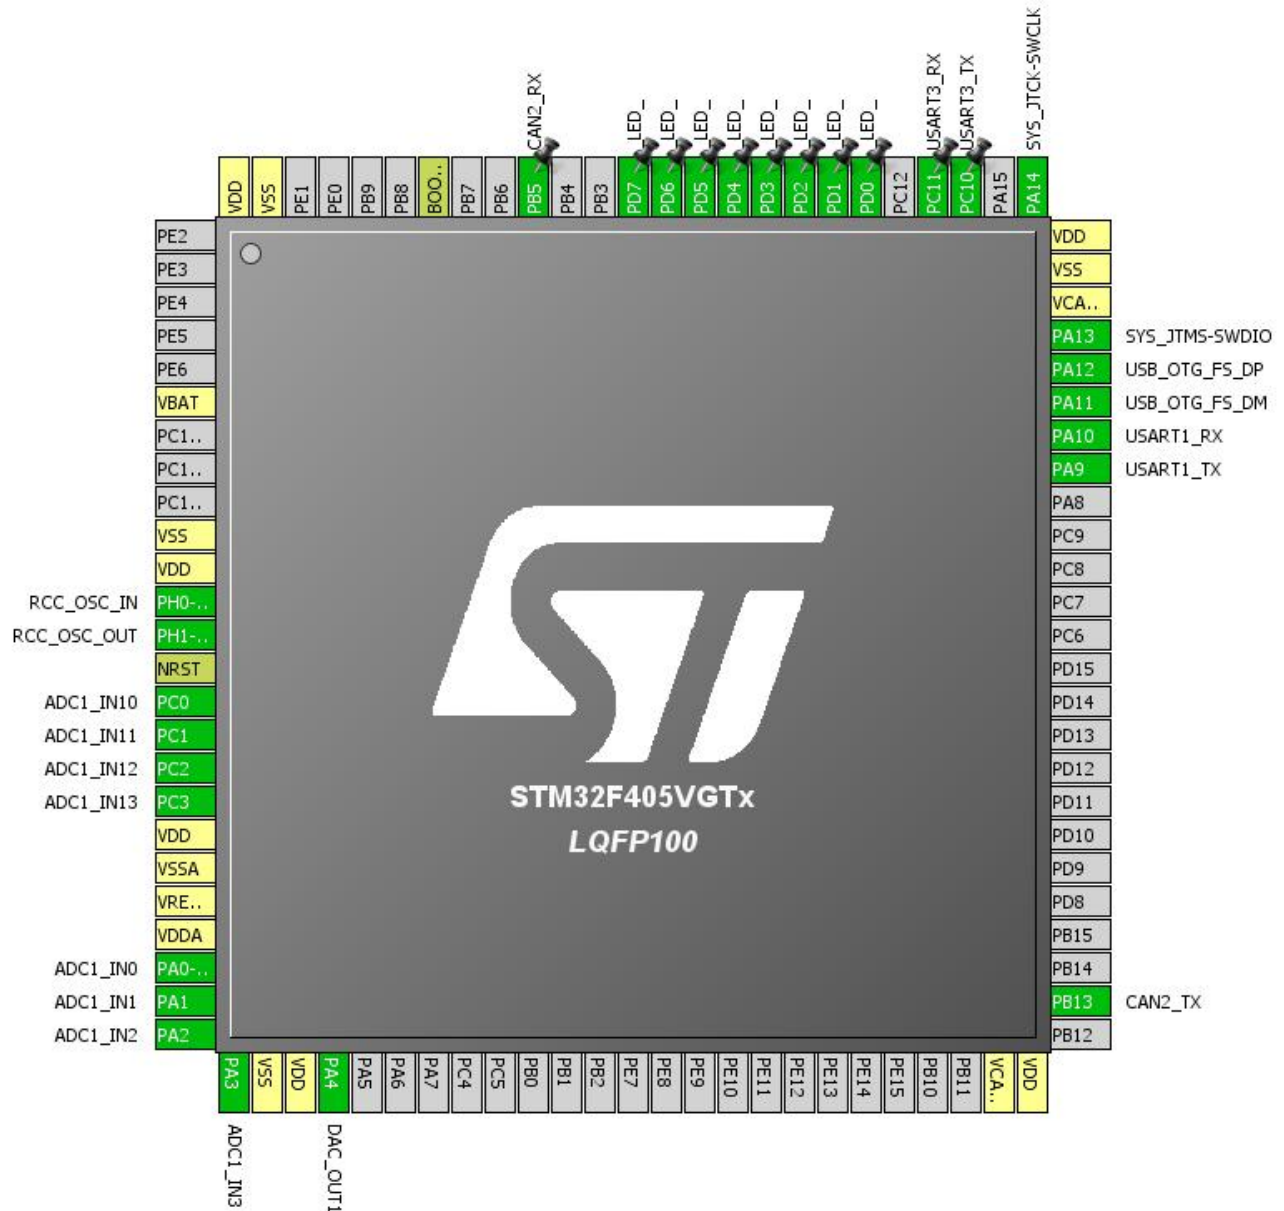 CAN2_RX
LED_
LED_
LED_
LED_
LED_
LED_
LED_
LED_
USART3_RX
USART3_TX
SYS_JTCK-SWCLK
VDD
VSS
PE1
PE0
PB9
PB8
BOO..
PB7
PB6
PB5
PB4
PB3
PD7
PD6
PD5
PD4
PD3
PD2
PD1
PD0
PC12
PC11
PC10
PA15
PA14
PE2
PE3
PE4
PE5
PE6
VBAT
PC1..
PC1..
PC1..
VSS
VDD
RCC_OSC_IN PH0-..
RCC_OSC_OUT PH1-..
NRST
ADC1_IN10 PC0
ADC1_IN11 PC1
ADC1_IN12 PC2
ADC1_IN13 PC3
VDD
VSSA
VRE..
VDDA
ADC1_IN0 PA0-..
ADC1_IN1 PA1
ADC1_IN2 PA2
ST
STM32F405VGTx
LQFP100
VDD
VSS
VCA..
PA13 SYS_JTMS-SWDIO
PA12 USB_OTG_FS_DP
PA11 USB_OTG_FS_DM
PA10 USART1_RX
PA9 USART1_TX
PA8
PC9
PC8
PC7
PC6
PD15
PD14
PD13
PD12
PD11
PD10
PD9
PD8
PB15
PB14
PB13 CAN2_TX
PB12
PA3
VSS
VDD
PA4
PA5
PA6
PA7
PC4
PC5
PB0
PB1
PB2
PE7
PE8
PE9
PE10
PE11
PE12
PE13
PE14
PE15
PB10
PB11
VCA..
VDD
ADC1_IN3
DAC_OUT1